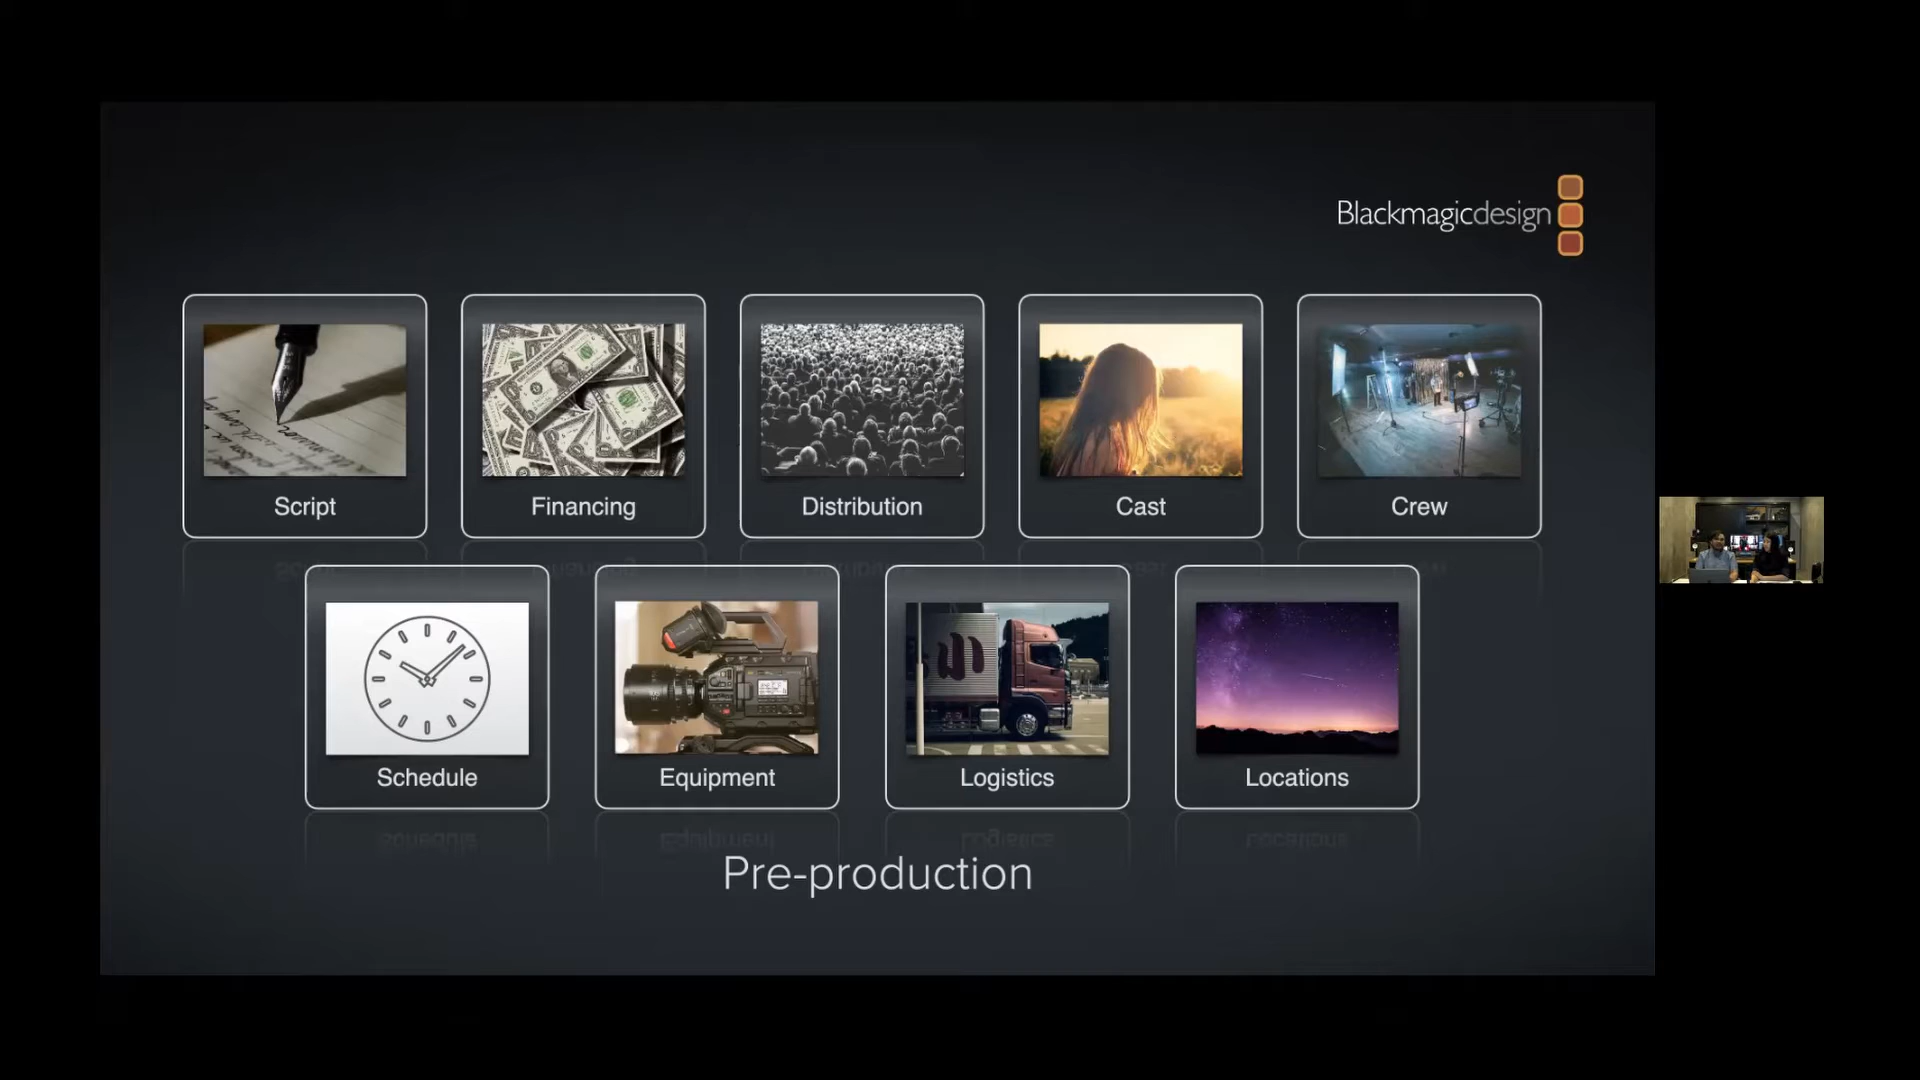 Blackmagicdesign
Script
Financing
Distribution
Cast
Crew
Schedule
Equipment
Logistics
Locations
Pre-production